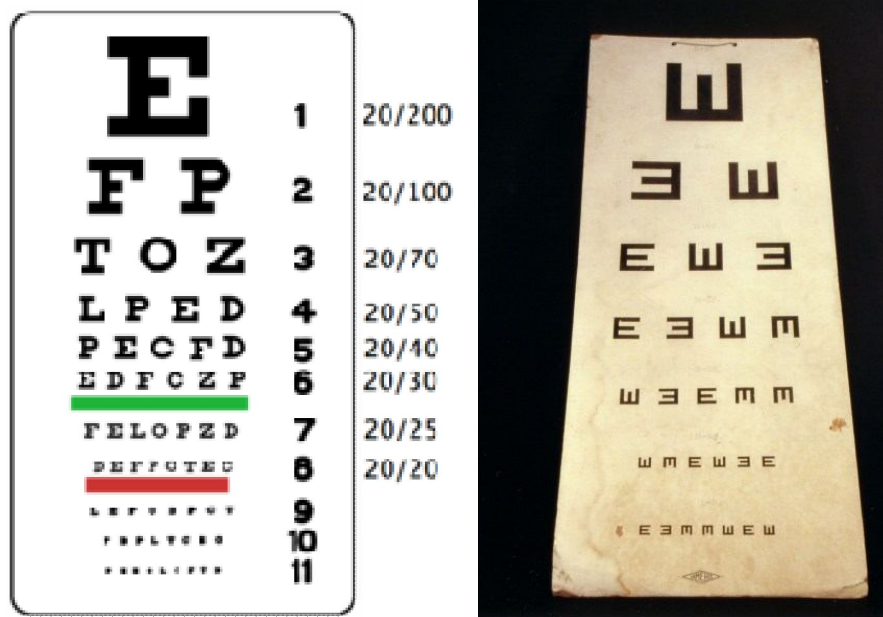 E 1 20/200
F P 2 20/100
T O Z 3 20/70
L P E D 4 20/50
P E C F D 5 20/40
E D F C Z P 6 20/30
F E L O P Z D 7 20/25
8 20/20
9
10
11
E
E E
E E E
E E E E
E E E E E
E E E E E E
E E E E E E E